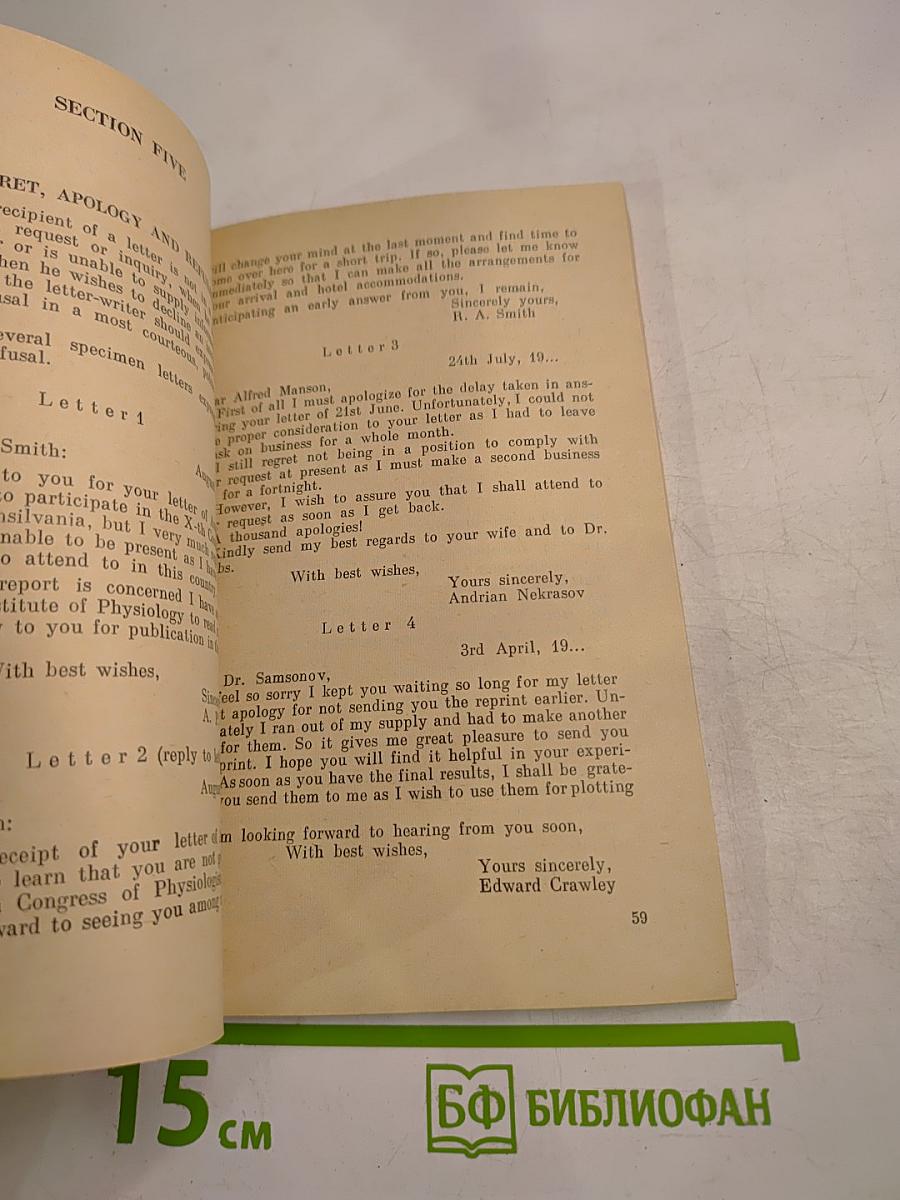 SECTION FIVE
RET, APOLOGY AND
recipient of a letter is not
request or inquiry, when
or is unable to supply
hen he wishes to decline
the letter-writer should
usal in a most courteous,
everal specimen letters
fusal.
Letter 1
Smith:
to you for your letter of
to participate in the X-th
nsilvania, but I very much
nable to be present as I
o attend to in this country
report is concerned I have
titute of Physiology to read
y to you for publication in
With best wishes,
A.
Letter 2 (reply to
n:
eceipt of your letter of
learn that you are not
Congress of Physiologis
ward to seeing you among
ill change your mind at the last moment and find time to
ome over here for a short trip. If so, please let me know
mmediately so that I can make all the arrangements for
our arrival and hotel accommodations.
nticipating an early answer from you, I remain,
Sincerely yours,
R. A. Smith
Letter 3
24th July, 19...
ar Alfred Manson,
First of all I must apologize for the delay taken in ans-
ring your letter of 21st June. Unfortunately, I could not
e proper consideration to your letter as I had to leave
sk on business for a whole month.
I still regret not being in a position to comply with
r request at present as I must make a second business
for a fortnight.
However, I wish to assure you that I shall attend to
r request as soon as I get back.
A thousand apologies!
Kindly send my best regards to your wife and to Dr.
bs.
With best wishes,
Yours sincerely,
Andrian Nekrasov
Letter 4
3rd April, 19...
Dr. Samsonov,
feel so sorry I kept you waiting so long for my letter
t apology for not sending you the reprint earlier. Un-
ately I ran out of my supply and had to make another
for them. So it gives me great pleasure to send you
print. I hope you will find it helpful in your experi-
As soon as you have the final results, I shall be grate-
you send them to me as I wish to use them for plotting
m looking forward to hearing from you soon,
With best wishes,
Yours sincerely,
Edward Crawley
59
15 см
БФ БИБЛИОФАН